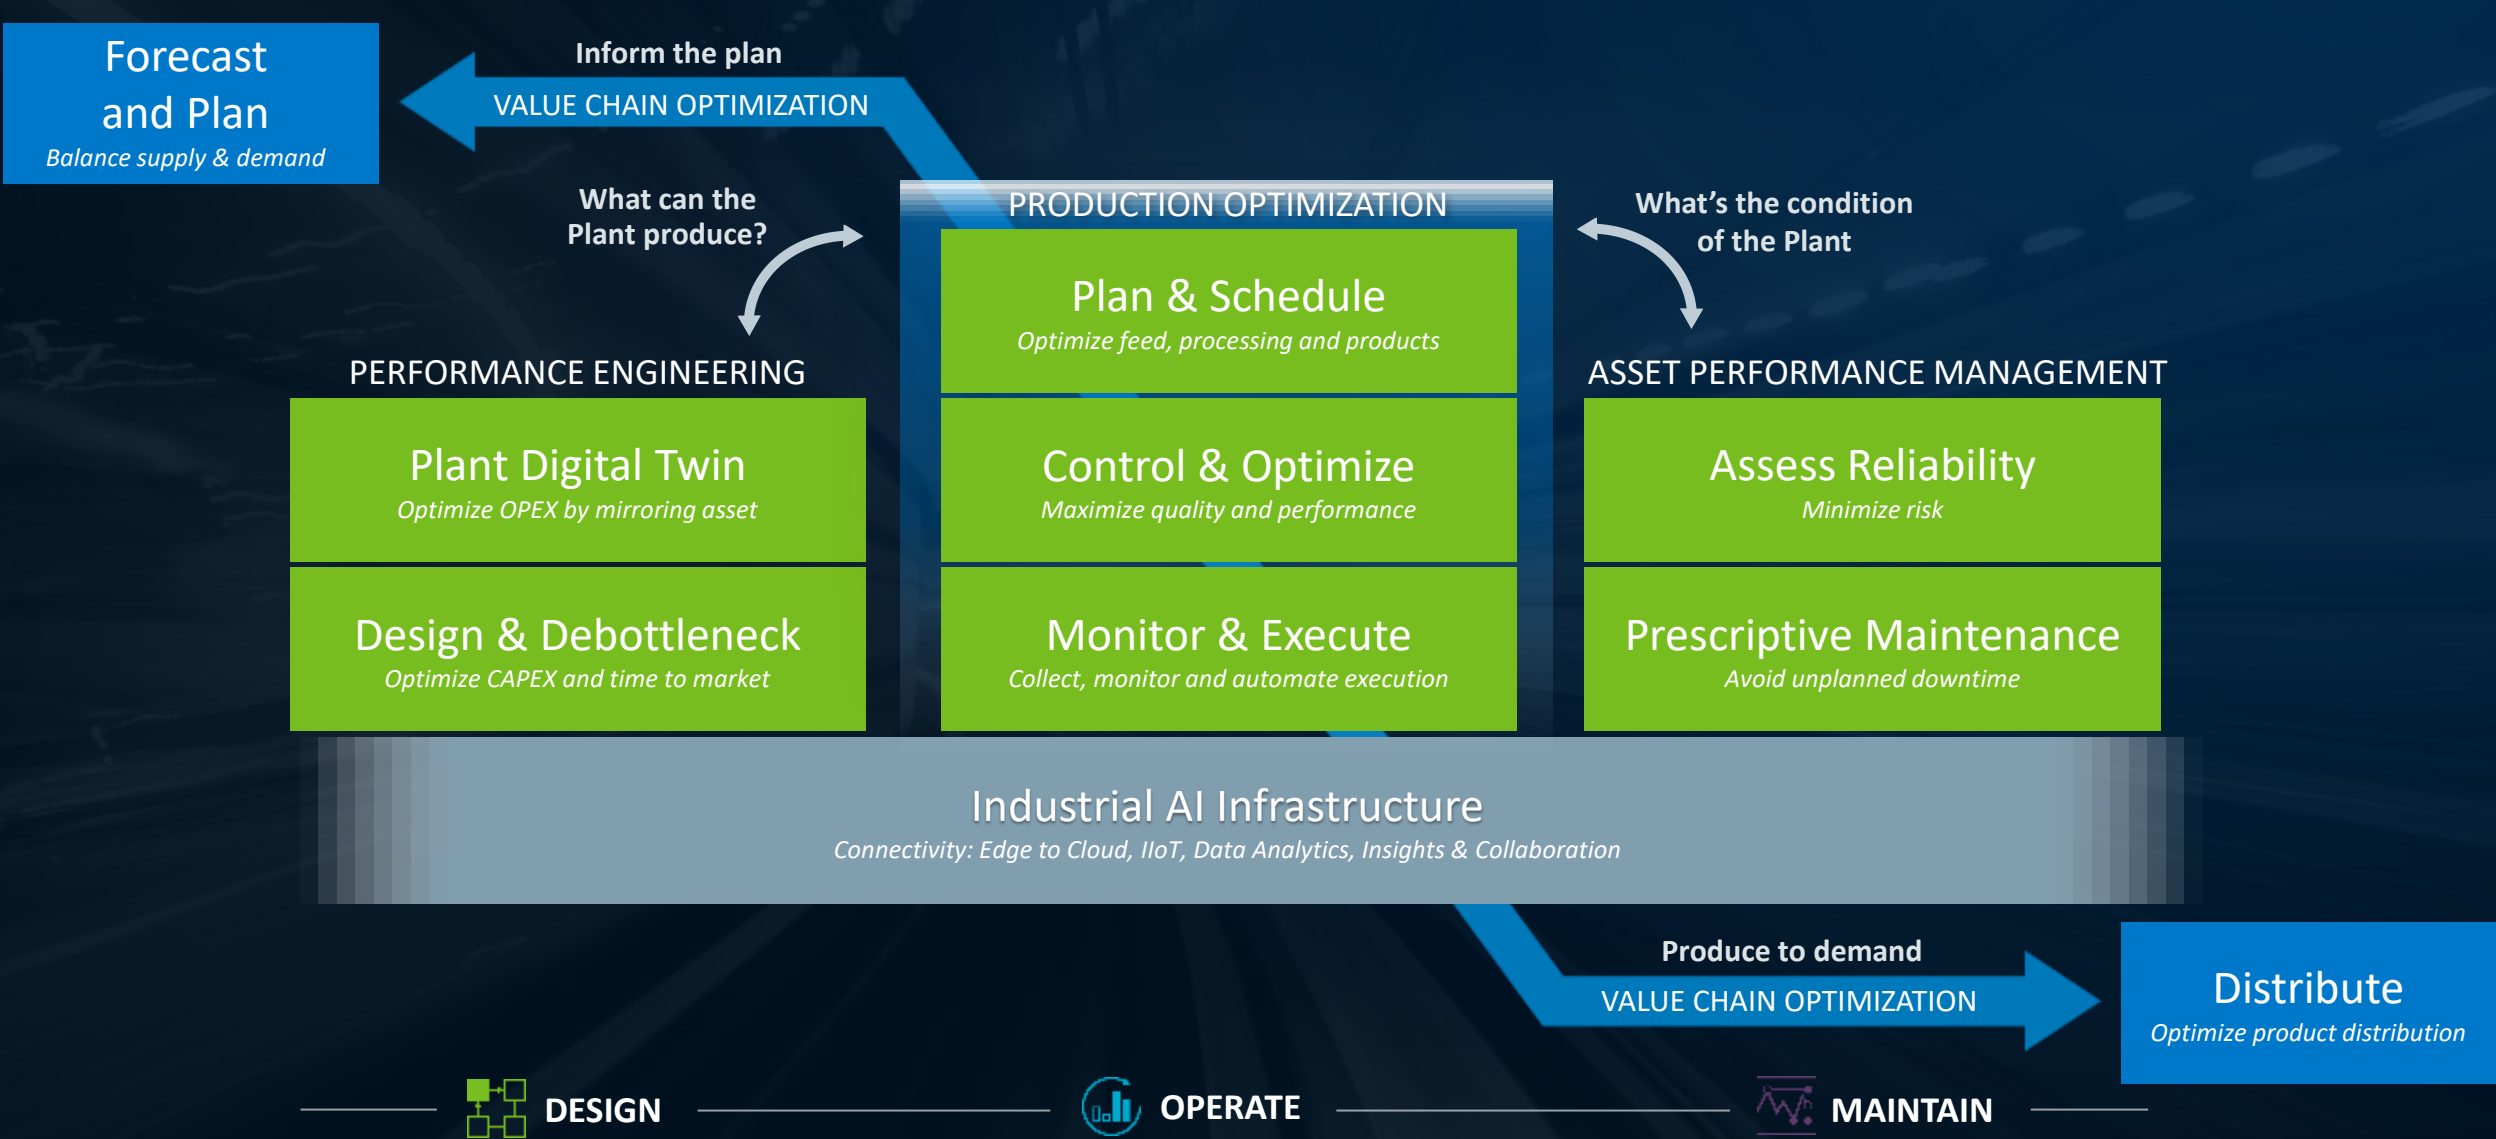 Forecast
and Plan
Balance supply & demand
Inform the plan
VALUE CHAIN OPTIMIZATION
What can the
Plant produce?
PRODUCTION OPTIMIZATION
What's the condition
of the Plant
Plan & Schedule
Optimize feed, processing and products
PERFORMANCE ENGINEERING
ASSET PERFORMANCE MANAGEMENT
Plant Digital Twin
Optimize OPEX by mirroring asset
Control & Optimize
Maximize quality and performance
Assess Reliability
Minimize risk
Design & Debottleneck
Optimize CAPEX and time to market
Monitor & Execute
Collect, monitor and automate execution
Prescriptive Maintenance
Avoid unplanned downtime
Industrial AI Infrastructure
Connectivity: Edge to Cloud, IIoT, Data Analytics, Insights & Collaboration
Produce to demand
VALUE CHAIN OPTIMIZATION
Distribute
Optimize product distribution
DESIGN
OPERATE
MAINTAIN